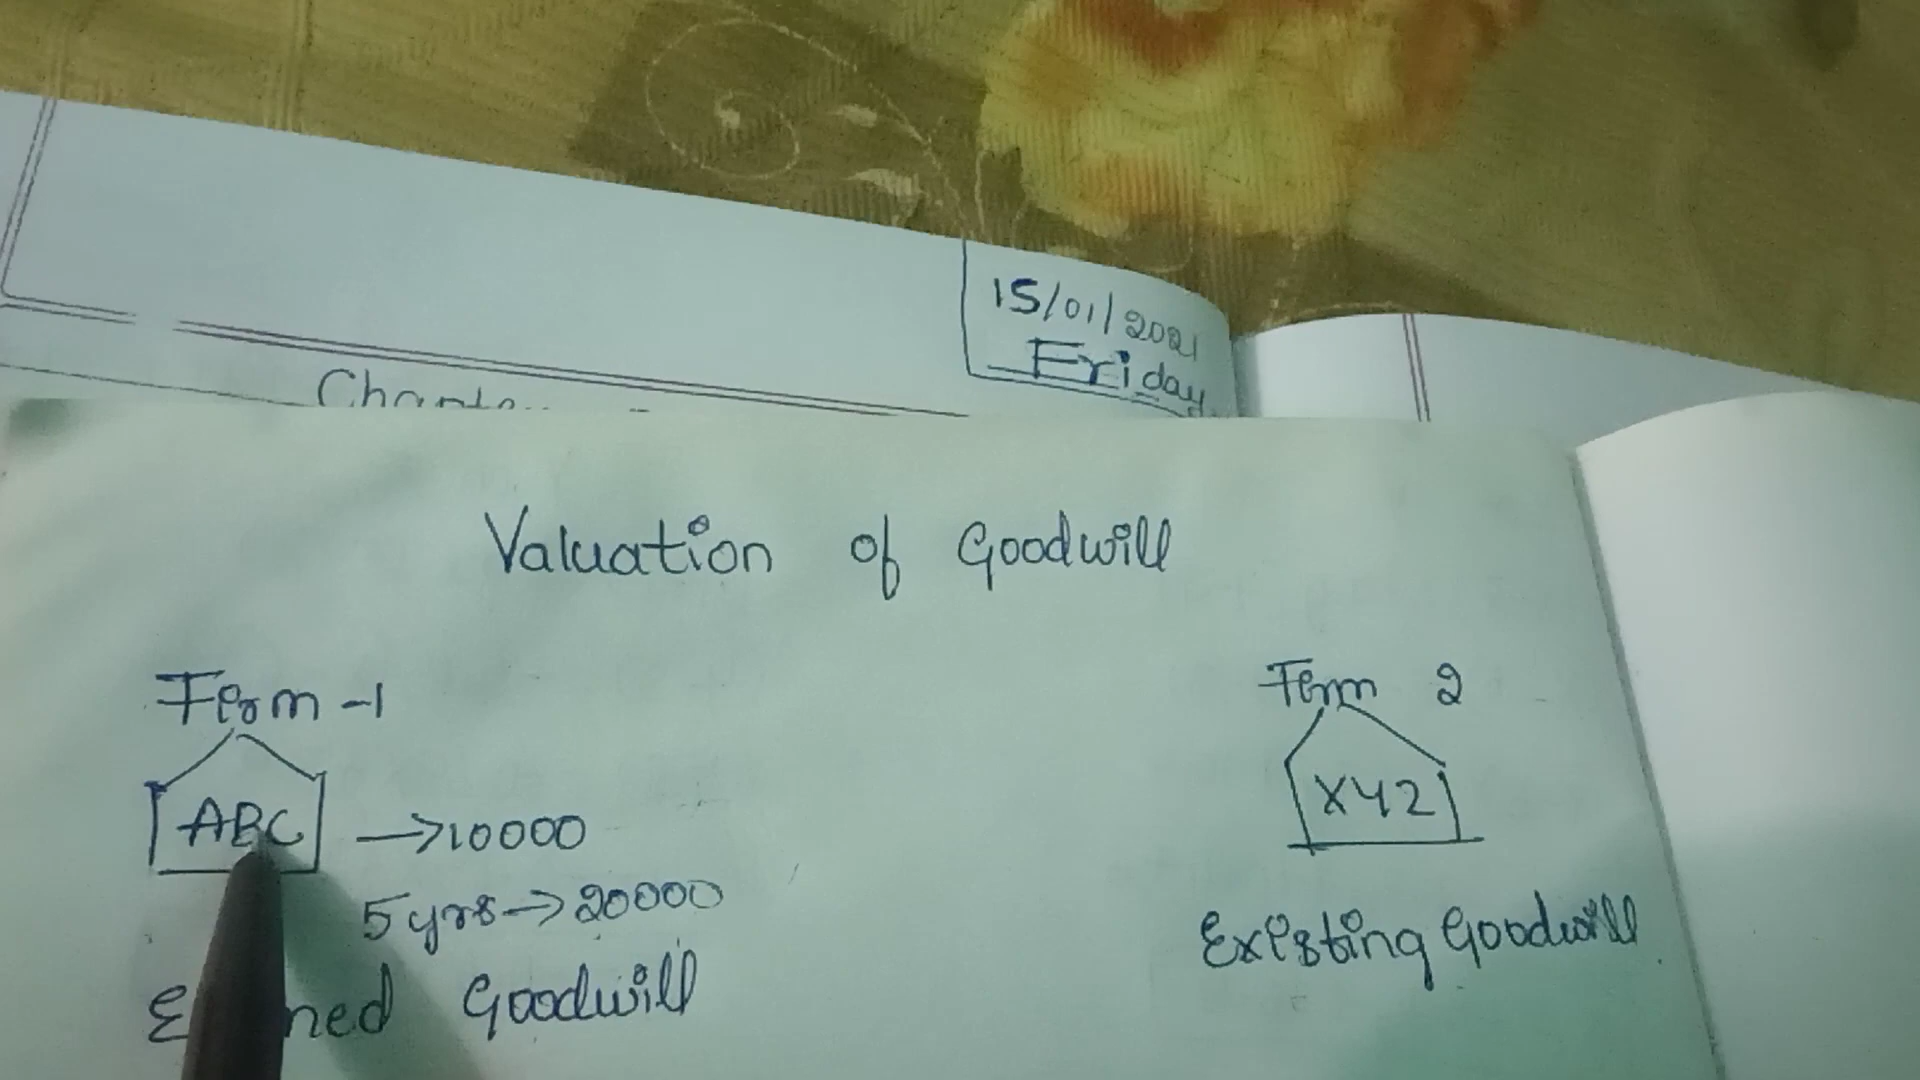 15/01/2021
Friday
Valuation of Goodwill
Firm -1
Firm 2
ABC
→10000
XYZ
5 yrs → 20000
Existing Goodwill
Goodwill